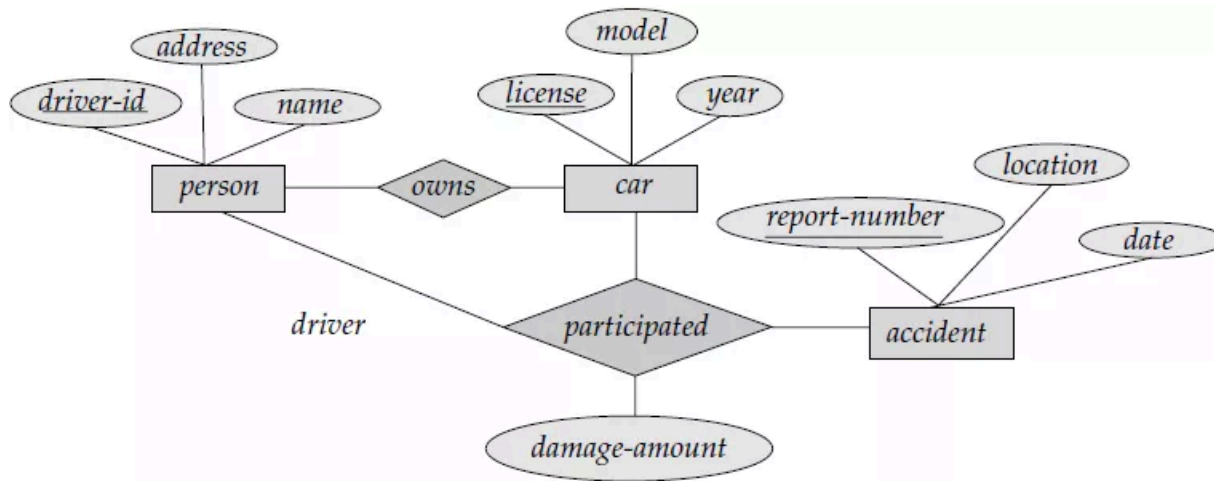 model
address
driver-id
name
license
year
location
person
owns
car
report-number
date
driver
participated
accident
damage-amount